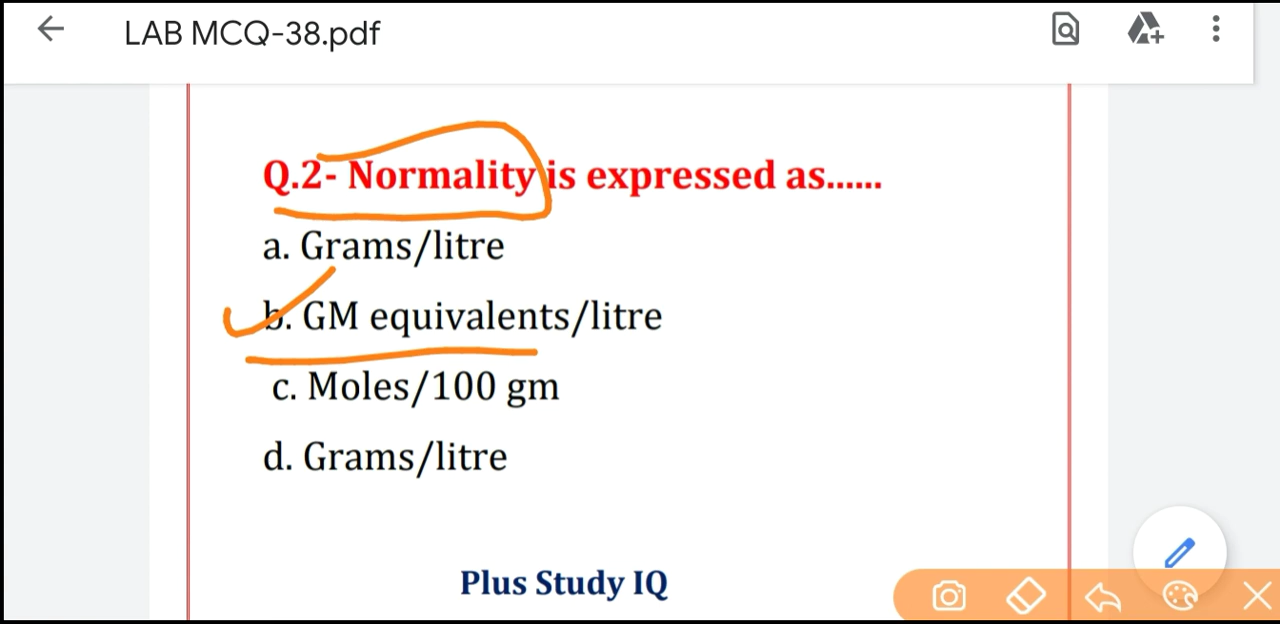 LAB MCQ-38.pdf
Q.2- Normality is expressed as......
a. Grams/litre
b. GM equivalents/litre
c. Moles/100 gm
d. Grams/litre
Plus Study IQ